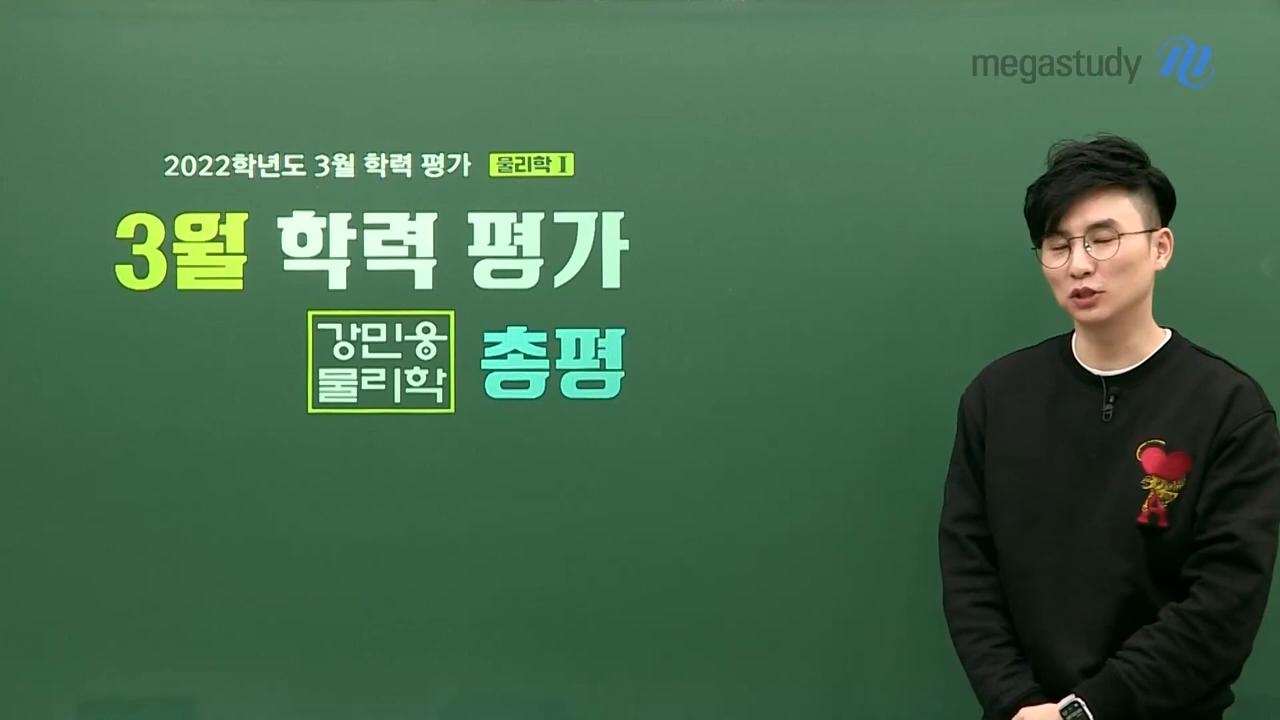 megastudy
2022학년도 3월 학력 평가 물리학 I
3월 학력 평가
강민웅
물리학
총평